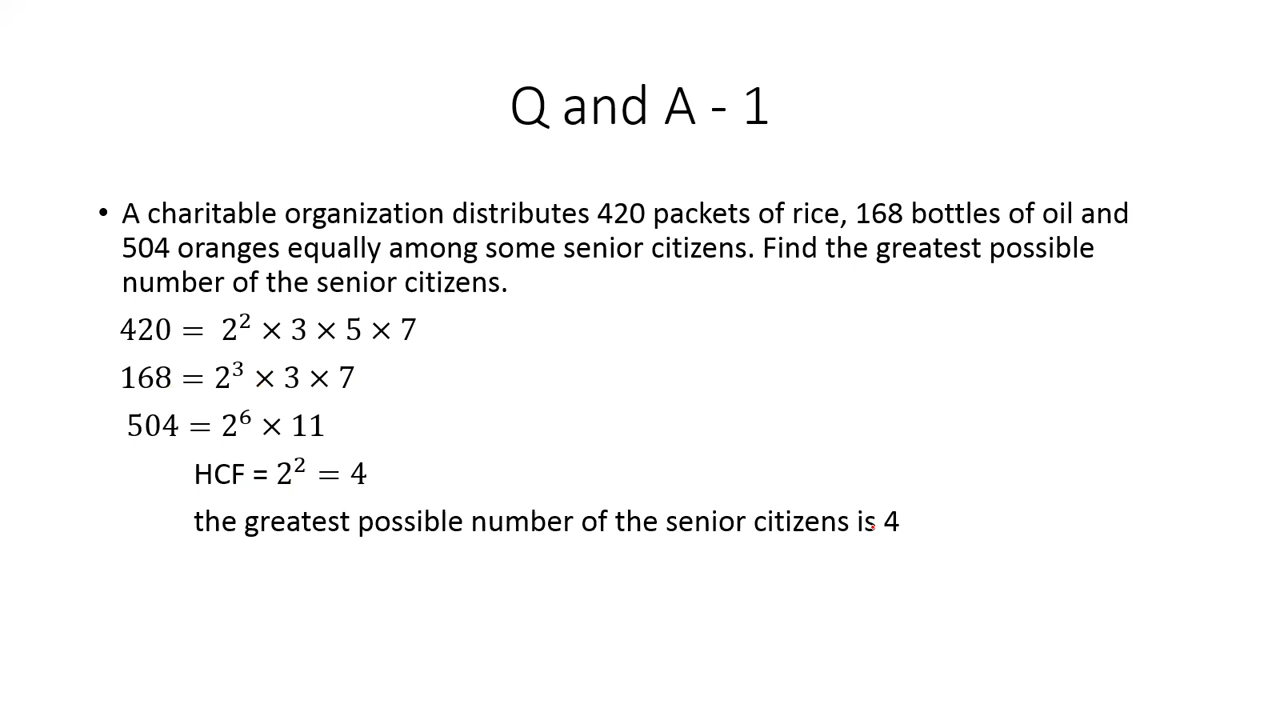 Q and A - 1
• A charitable organization distributes 420 packets of rice, 168 bottles of oil and
504 oranges equally among some senior citizens. Find the greatest possible
number of the senior citizens.
420 = 2² × 3 × 5 × 7
168 = 2³ × 3 × 7
504 = 2⁶ × 11
HCF = 2² = 4
the greatest possible number of the senior citizens is 4